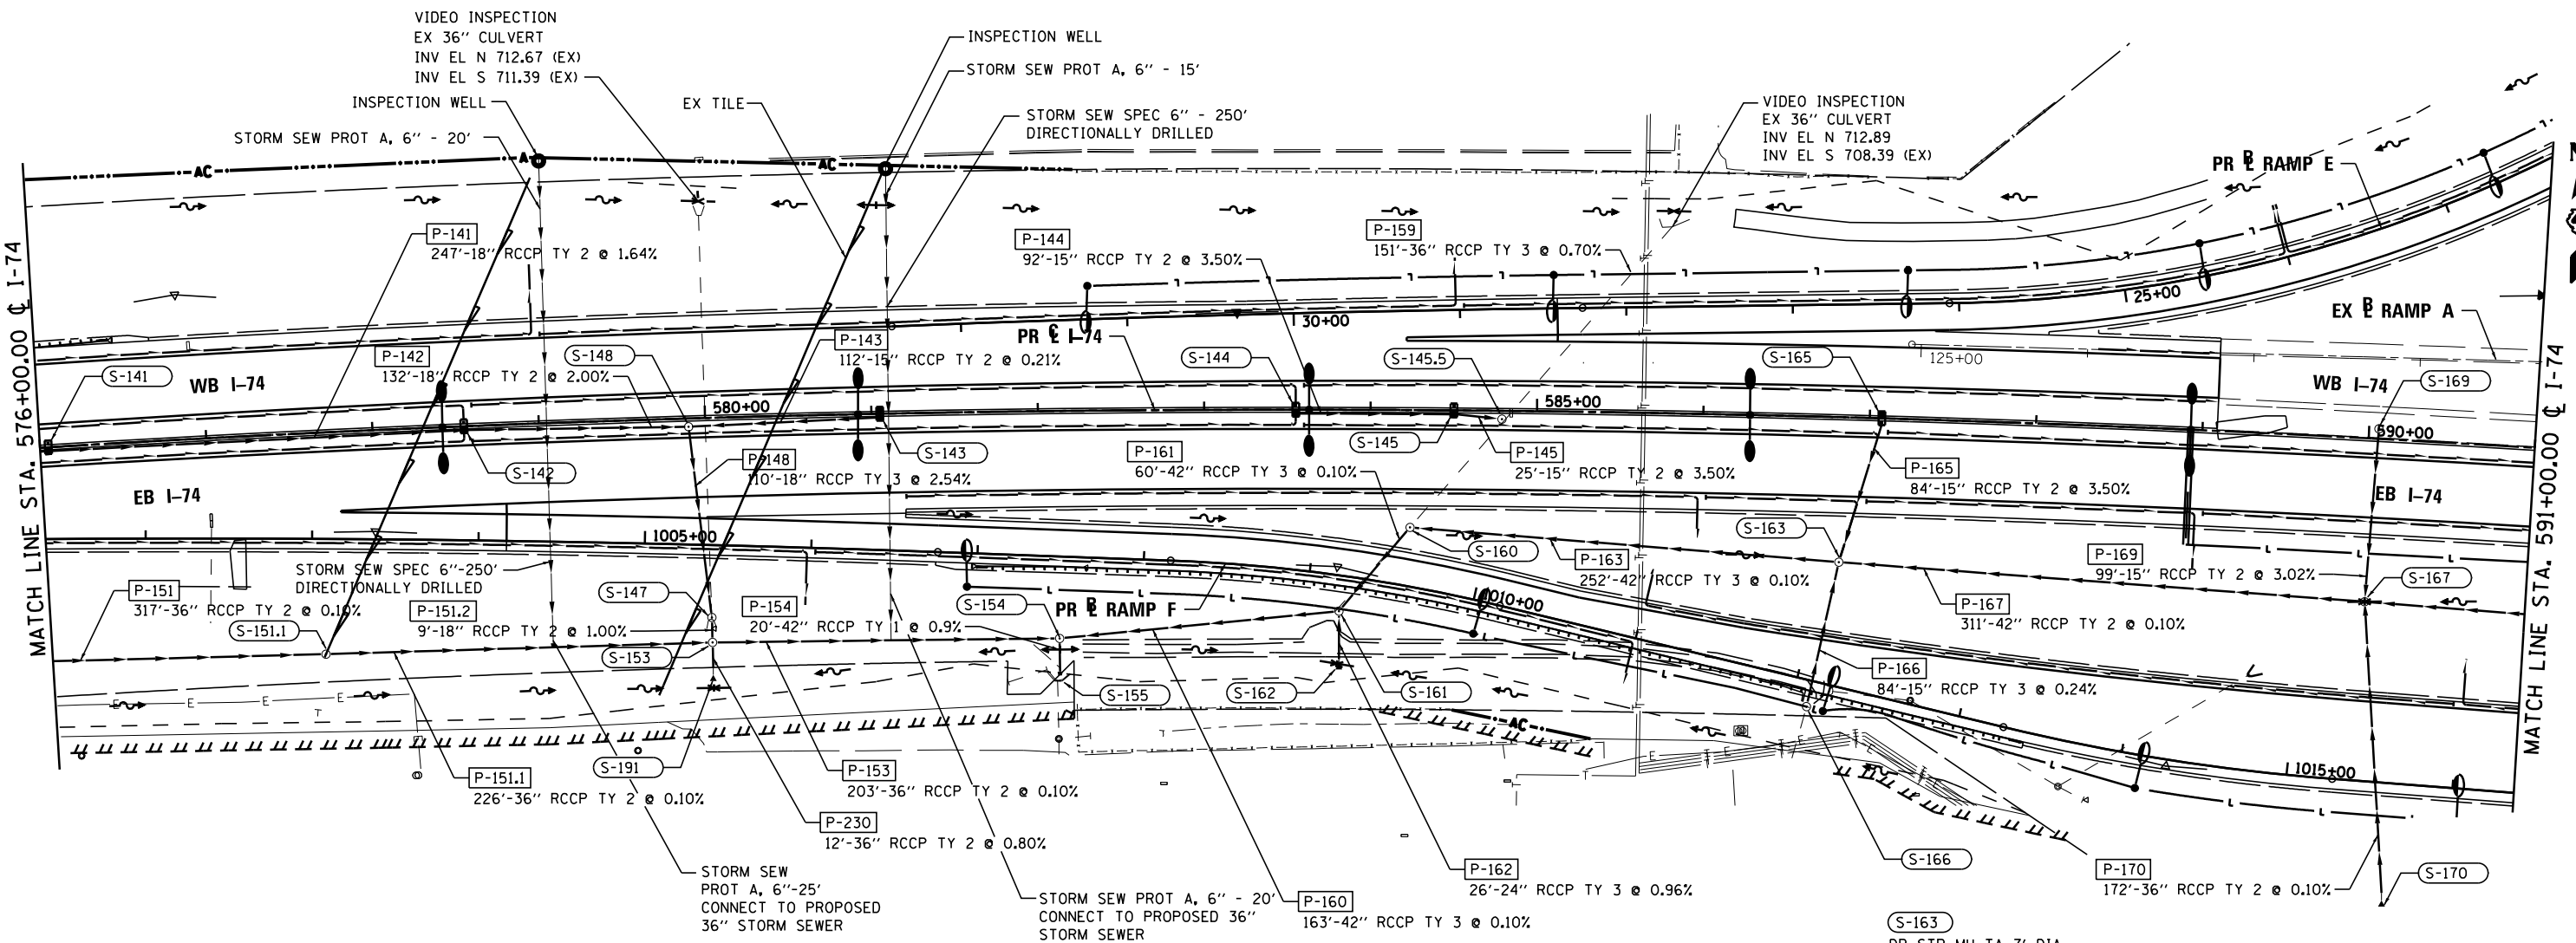 VIDEO INSPECTION
EX 36'' CULVERT
INV EL N 712.67 (EX)
INV EL S 711.39 (EX)
INSPECTION WELL
STORM SEW PROT A, 6'' - 20'
EX TILE
INSPECTION WELL
STORM SEW PROT A, 6'' - 15'
STORM SEW SPEC 6'' - 250'
DIRECTIONALLY DRILLED
VIDEO INSPECTION
EX 36'' CULVERT
INV EL N 712.89
INV EL S 708.39 (EX)
PR B RAMP E
AC
A
AC
P-141
247'-18'' RCCP TY 2 @ 1.64%
P-144
92'-15'' RCCP TY 2 @ 3.50%
P-159
151'-36'' RCCP TY 3 @ 0.70%
25+00
EX B RAMP A
30+00
PR ℄ I-74
P-143
112'-15'' RCCP TY 2 @ 0.21%
P-142
132'-18'' RCCP TY 2 @ 2.00%
S-148
S-144
S-145.5
S-165
125+00
S-141
WB I-74
WB I-74
S-169
580+00
585+00
590+00
S-142
S-143
S-145
P-148
110'-18'' RCCP TY 3 @ 2.54%
P-161
60'-42'' RCCP TY 3 @ 0.10%
P-145
25'-15'' RCCP TY 2 @ 3.50%
P-165
84'-15'' RCCP TY 2 @ 3.50%
EB I-74
EB I-74
1005+00
S-160
S-163
P-163
252'-42'' RCCP TY 3 @ 0.10%
P-169
99'-15'' RCCP TY 2 @ 3.02%
S-167
STORM SEW SPEC 6''-250'
DIRECTIONALLY DRILLED
P-151
317'-36'' RCCP TY 2 @ 0.10%
S-151.1
P-151.2
9'-18'' RCCP TY 2 @ 1.00%
S-147
S-153
P-154
20'-42'' RCCP TY 1 @ 0.9%
S-154
PR B RAMP F
1010+00
P-167
311'-42'' RCCP TY 2 @ 0.10%
P-166
84'-15'' RCCP TY 3 @ 0.24%
S-155
S-162
S-161
E E E E
T
AC
1015+00
S-191
P-151.1
226'-36'' RCCP TY 2 @ 0.10%
P-153
203'-36'' RCCP TY 2 @ 0.10%
P-230
12'-36'' RCCP TY 2 @ 0.80%
STORM SEW
PROT A, 6''-25'
CONNECT TO PROPOSED
36'' STORM SEWER
STORM SEW PROT A, 6'' - 20'
CONNECT TO PROPOSED 36''
STORM SEWER
P-160
163'-42'' RCCP TY 3 @ 0.10%
P-162
26'-24'' RCCP TY 3 @ 0.96%
S-166
P-170
172'-36'' RCCP TY 2 @ 0.10%
S-170
S-163
MATCH LINE STA. 576+00.00 ℄ I-74
MATCH LINE STA. 591+00.00 ℄ I-74